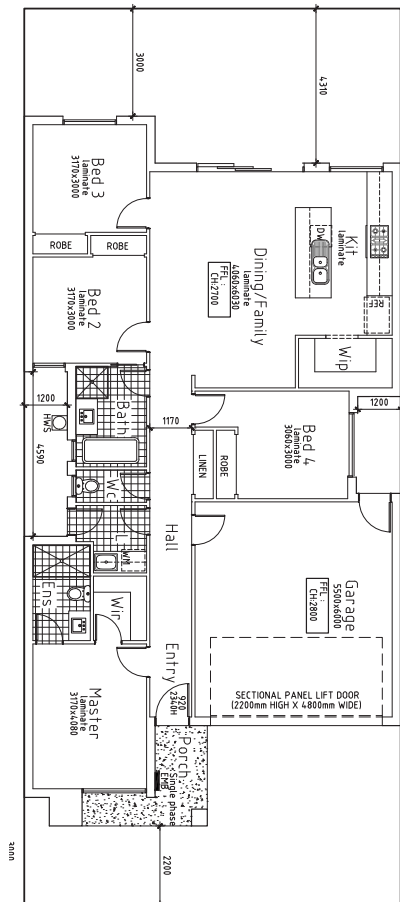 3000
4310
Bed 3
laminate
3170x3000
ROBE
ROBE
Bed 2
laminate
3170x3000
Dining/Family
laminate
4060x6030
FFL :
CH:2700
Kit
laminate
DW
REF
Wip
1200
HWS
4590
Bath
1170
Wc
L
WM
LINEN
ROBE
Bed 4
laminate
3060x3000
1200
Hall
Garage
5500x6000
FFL :
CH:2800
SECTIONAL PANEL LIFT DOOR
(2200mm HIGH X 4800mm WIDE)
Ens
Wir
Master
laminate
3170x4080
Entry
920
2340H
Porch
Single phase
EMB
2200
3000